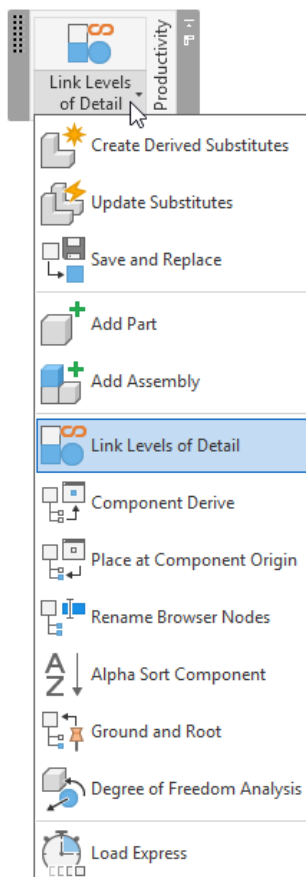 Link Levels
of Detail
Productivity
Create Derived Substitutes
Update Substitutes
Save and Replace
Add Part
Add Assembly
Link Levels of Detail
Component Derive
Place at Component Origin
Rename Browser Nodes
A
Z
Alpha Sort Component
Ground and Root
Degree of Freedom Analysis
Load Express